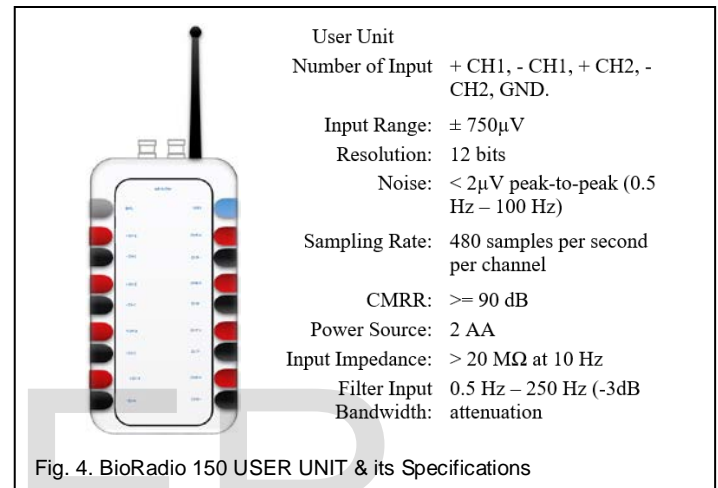 User Unit
Number of Input + CH1, - CH1, + CH2, -
CH2, GND.
Input Range: ± 750µV
Resolution: 12 bits
Noise: < 2µV peak-to-peak (0.5
Hz – 100 Hz)
Sampling Rate: 480 samples per second
per channel
CMRR: >= 90 dB
Power Source: 2 AA
Input Impedance: > 20 MΩ at 10 Hz
Filter Input 0.5 Hz – 250 Hz (-3dB
Bandwidth: attenuation
Fig. 4. BioRadio 150 USER UNIT & its Specifications